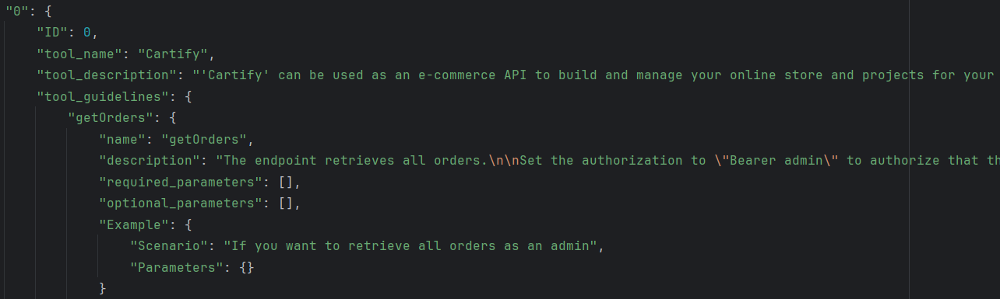 "0": {
"ID": 0,
"tool_name": "Cartify",
"tool_description": "'Cartify' can be used as an e-commerce API to build and manage your online store and projects for your
"tool_guidelines": {
"getOrders": {
"name": "getOrders",
"description": "The endpoint retrieves all orders.\n\nSet the authorization to \"Bearer admin\" to authorize that th
"required_parameters": [],
"optional_parameters": [],
"Example": {
"Scenario": "If you want to retrieve all orders as an admin",
"Parameters": {}
}